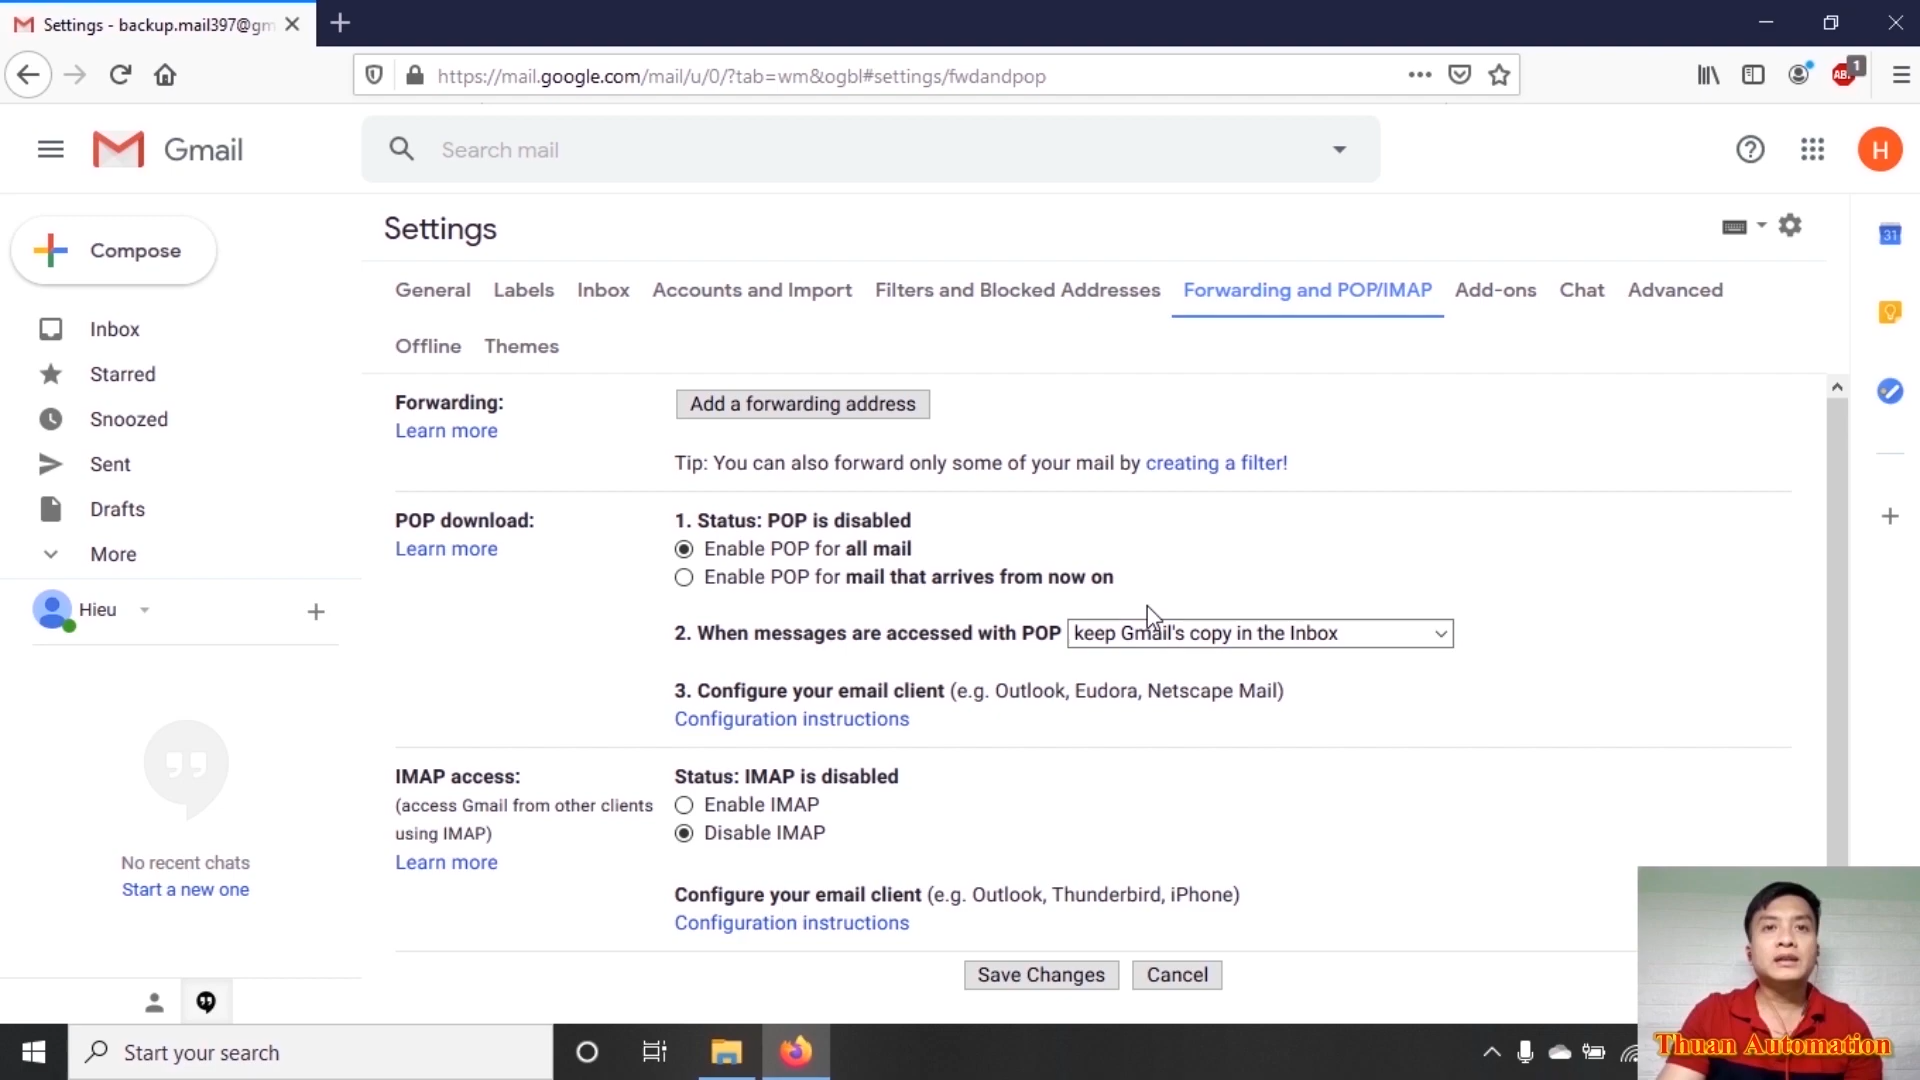 Settings - backup.mail397@gm
https://mail.google.com/mail/u/0/?tab=wm&ogbl#settings/fwdandpop
ABP
1
Gmail
Search mail
H
Compose
Settings
31
General Labels Inbox Accounts and Import Filters and Blocked Addresses Forwarding and POP/IMAP Add-ons Chat Advanced
Offline Themes
Inbox
Starred
Snoozed
Sent
Drafts
More
Hieu
No recent chats
Start a new one
Forwarding:
Learn more
Add a forwarding address
Tip: You can also forward only some of your mail by creating a filter!
POP download:
Learn more
1. Status: POP is disabled
Enable POP for all mail
Enable POP for mail that arrives from now on
2. When messages are accessed with POP keep Gmail's copy in the Inbox
3. Configure your email client (e.g. Outlook, Eudora, Netscape Mail)
Configuration instructions
IMAP access:
(access Gmail from other clients
using IMAP)
Learn more
Status: IMAP is disabled
Enable IMAP
Disable IMAP
Configure your email client (e.g. Outlook, Thunderbird, iPhone)
Configuration instructions
Save Changes Cancel
Start your search
Thuan Automation